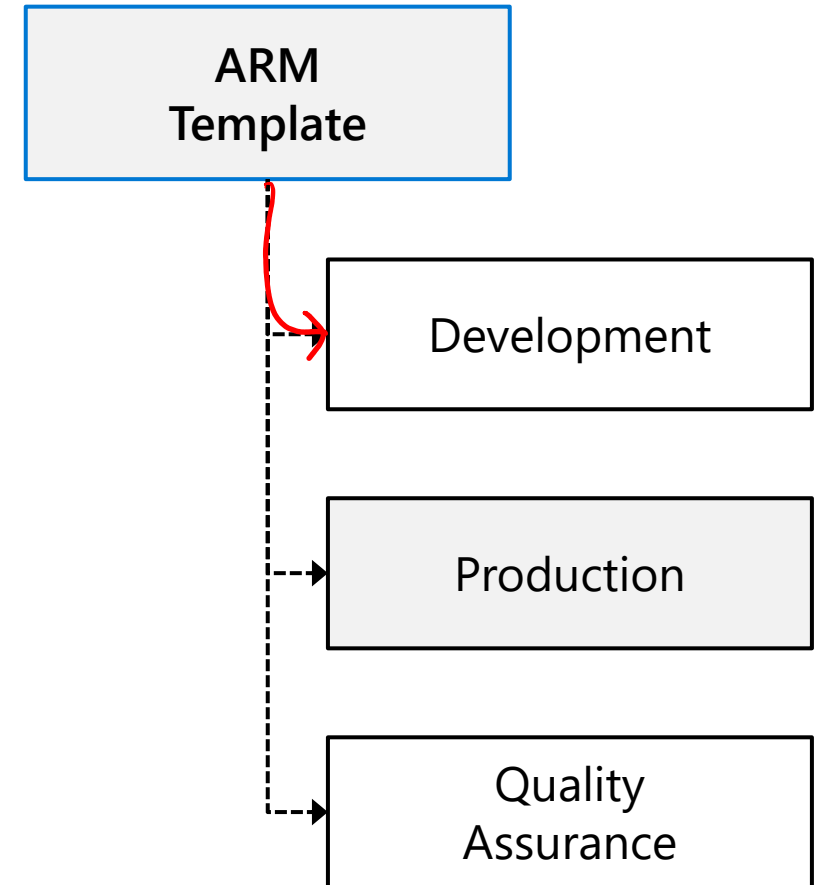 ARM
Template
Development
Production
Quality
Assurance